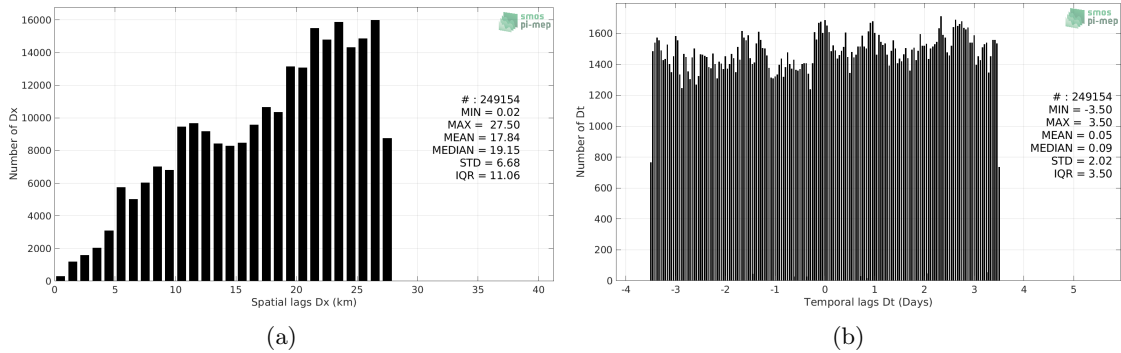 16000
14000
12000
10000
8000
6000
4000
2000
0
Number of Dx
smos
pi-mep
# : 249154
MIN = 0.02
MAX = 27.50
MEAN = 17.84
MEDIAN = 19.15
STD = 6.68
IQR = 11.06
0 5 10 15 20 25 30 35 40
Spatial lags Dx (km)
(a)
1600
1400
1200
1000
800
600
400
200
0
Number of Dt
smos
pi-mep
# : 249154
MIN = -3.50
MAX = 3.50
MEAN = 0.05
MEDIAN = 0.09
STD = 2.02
IQR = 3.50
-4 -3 -2 -1 0 1 2 3 4 5
Temporal lags Dt (Days)
(b)